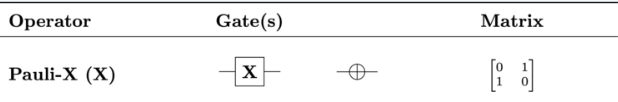 Operator Gate(s) Matrix
Pauli-X (X) X ⊕ [0 1
1 0]